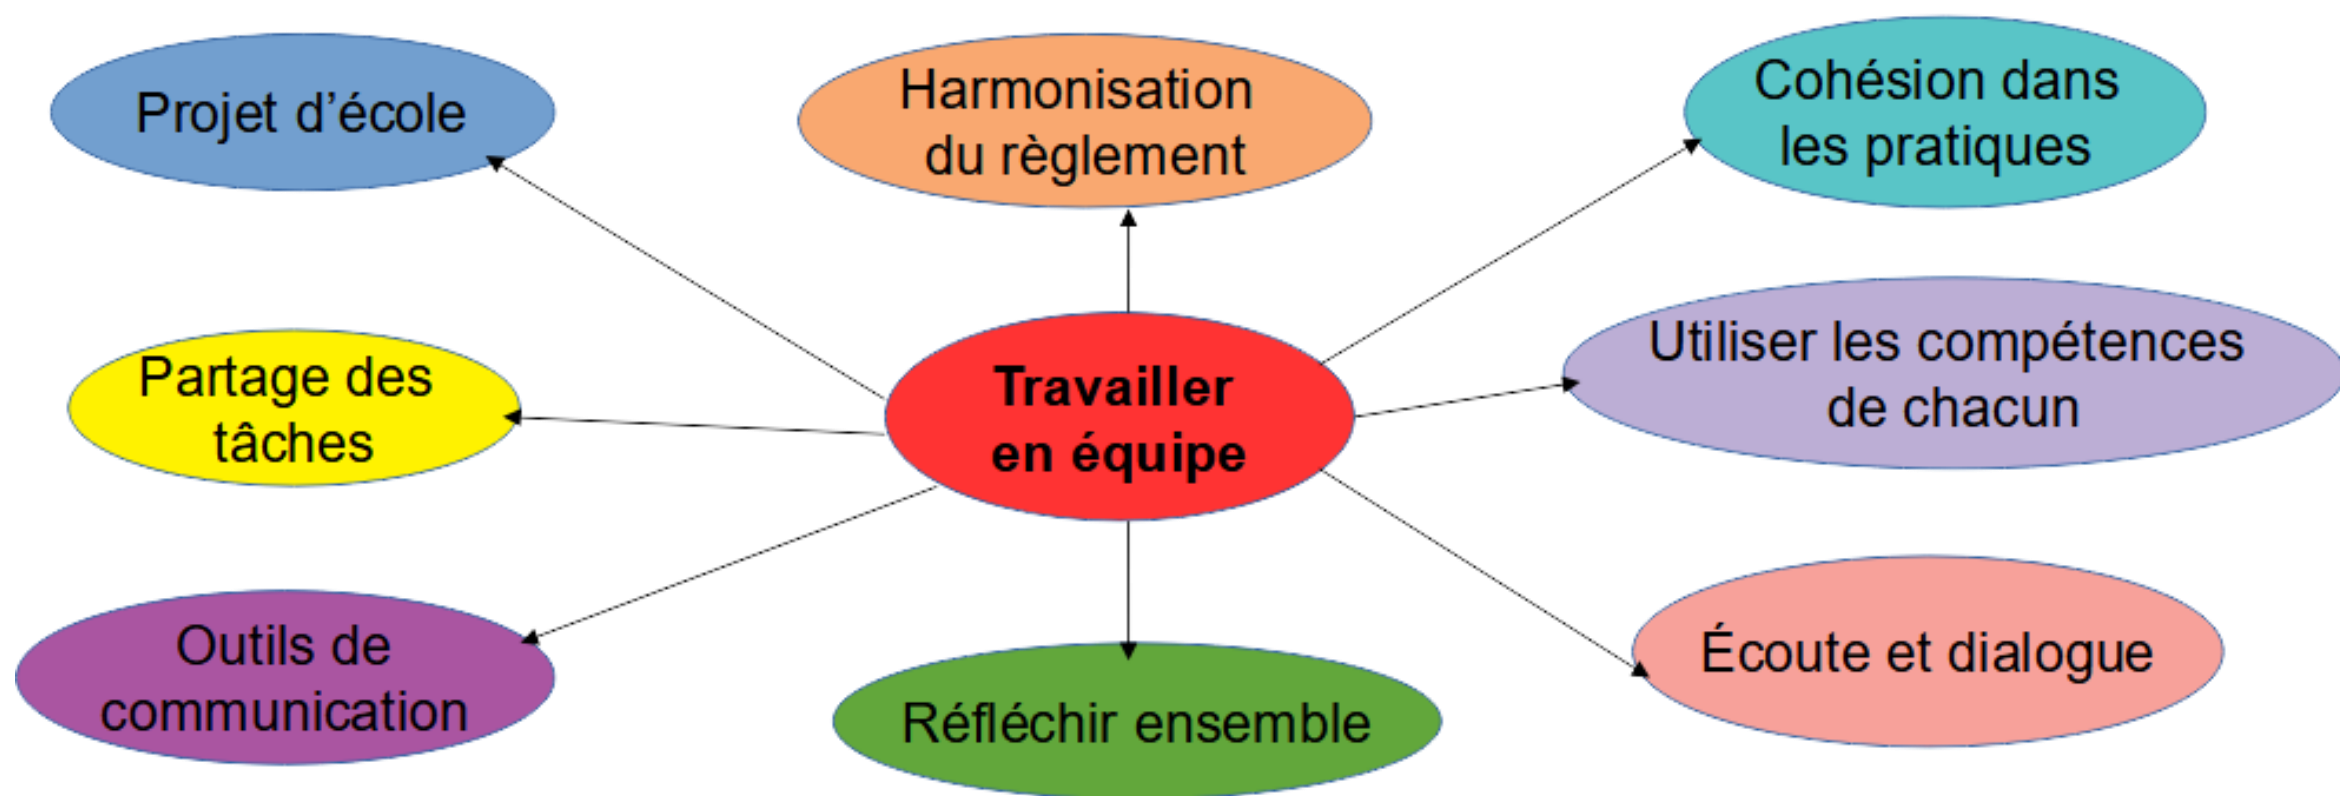 Projet d’école
Harmonisation
du règlement
Cohésion dans
les pratiques
Partage des
tâches
Travailler
en équipe
Utiliser les compétences
de chacun
Outils de
communication
Réfléchir ensemble
Écoute et dialogue